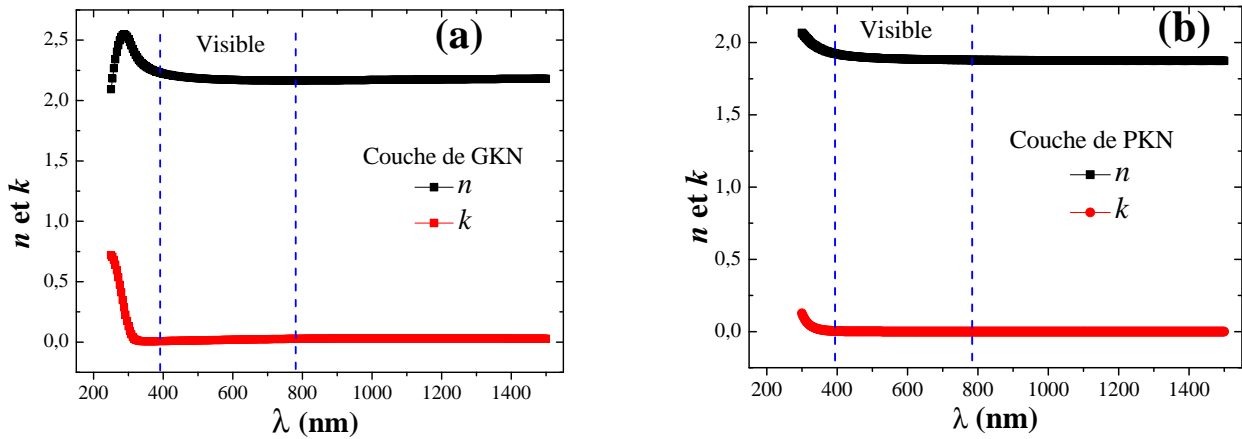 (a)
Visible
Couche de GKN
n
k
n et k
2,5
2,0
1,5
1,0
0,5
0,0
200 400 600 800 1000 1200 1400
λ (nm)
(b)
Visible
Couche de PKN
n
k
n et k
2,0
1,5
1,0
0,5
0,0
200 400 600 800 1000 1200 1400
λ (nm)